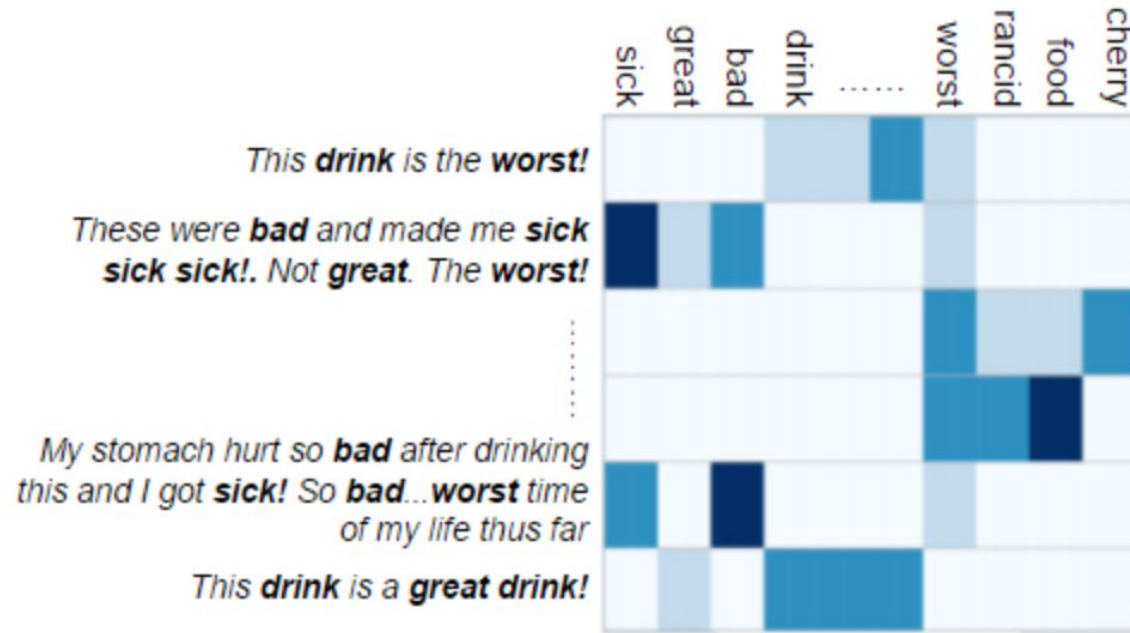 sick
great
bad
drink
......
worst
rancid
food
cherry
This drink is the worst!
These were bad and made me sick
sick sick!. Not great. The worst!
My stomach hurt so bad after drinking
this and I got sick! So bad...worst time
of my life thus far
This drink is a great drink!